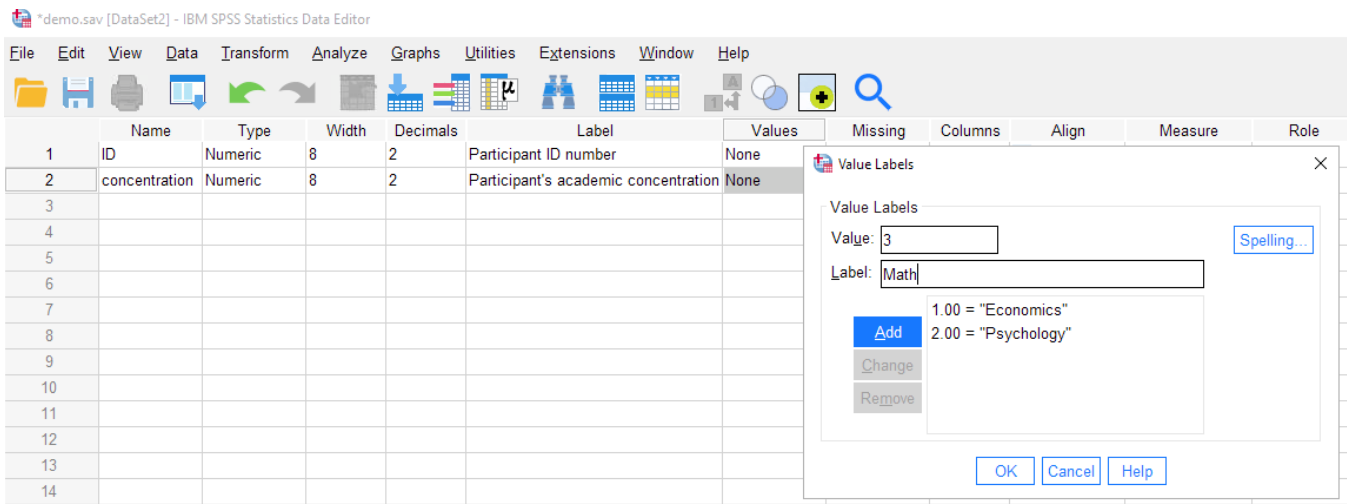 *demo.sav [DataSet2] - IBM SPSS Statistics Data Editor
File Edit View Data Transform Analyze Graphs Utilities Extensions Window Help
A
1
μ
Name Type Width Decimals Label Values Missing Columns Align Measure Role
1 ID Numeric 8 2 Participant ID number None
2 concentration Numeric 8 2 Participant's academic concentration None
3
4
5
6
7
8
9
10
11
12
13
14
Value Labels
Value Labels
Value: 3
Spelling...
Label: Math
1.00 = "Economics"
2.00 = "Psychology"
Add
Change
Remove
OK Cancel Help